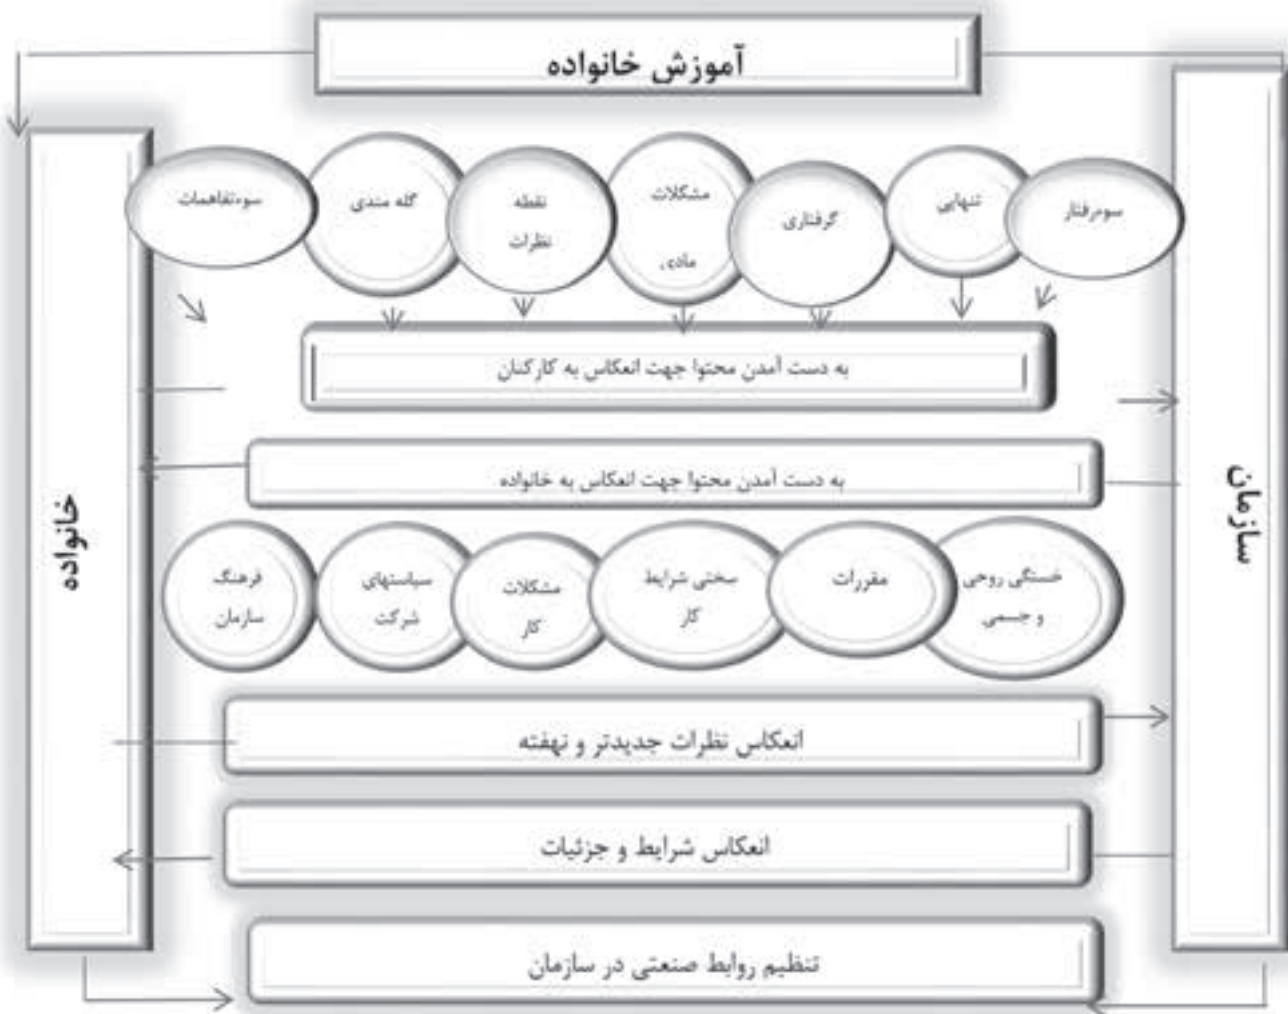 آموزش خانواده
سازمان
سوءرفتار
تنهایی
گرفتاری
مشکلات
مادی
نقطه
نظرات
گله مندی
سوءتفاهمات
به دست آمدن محتوا جهت انعکاس به کارکنان
به دست آمدن محتوا جهت انعکاس به خانواده
خانواده
خستگی روحی
و جسمی
مقررات
سختی شرایط
کار
مشکلات
کار
سیاستهای
شرکت
فرهنگ
سازمان
انعکاس نظرات جدیدتر و نهفته
انعکاس شرایط و جزئیات
تنظیم روابط صنعتی در سازمان